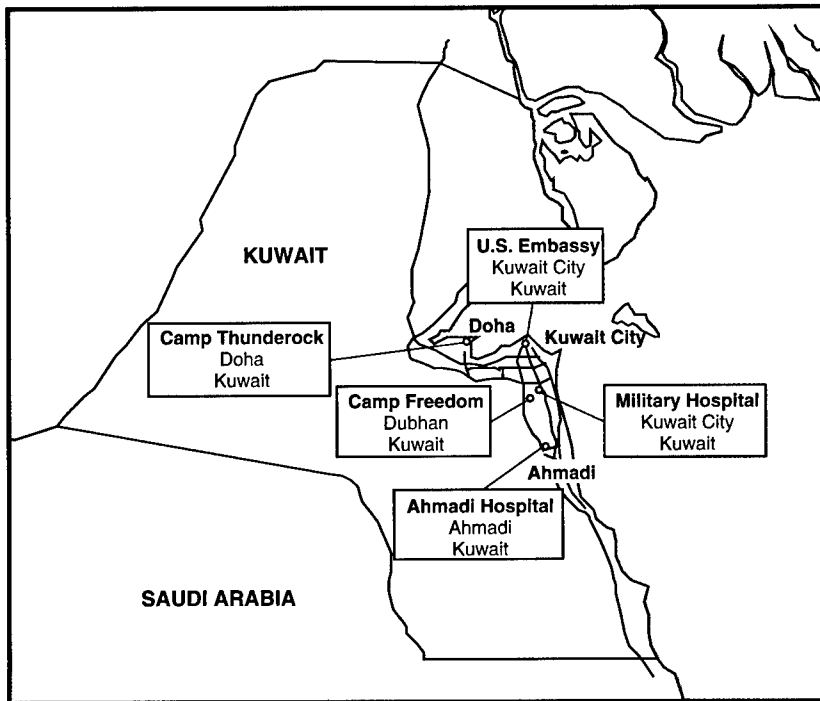 KUWAIT
U.S. Embassy
Kuwait City
Kuwait
Doha
Kuwait City
Camp Thunderock
Doha
Kuwait
Camp Freedom
Dubhan
Kuwait
Military Hospital
Kuwait City
Kuwait
Ahmadi
Ahmadi Hospital
Ahmadi
Kuwait
SAUDI ARABIA